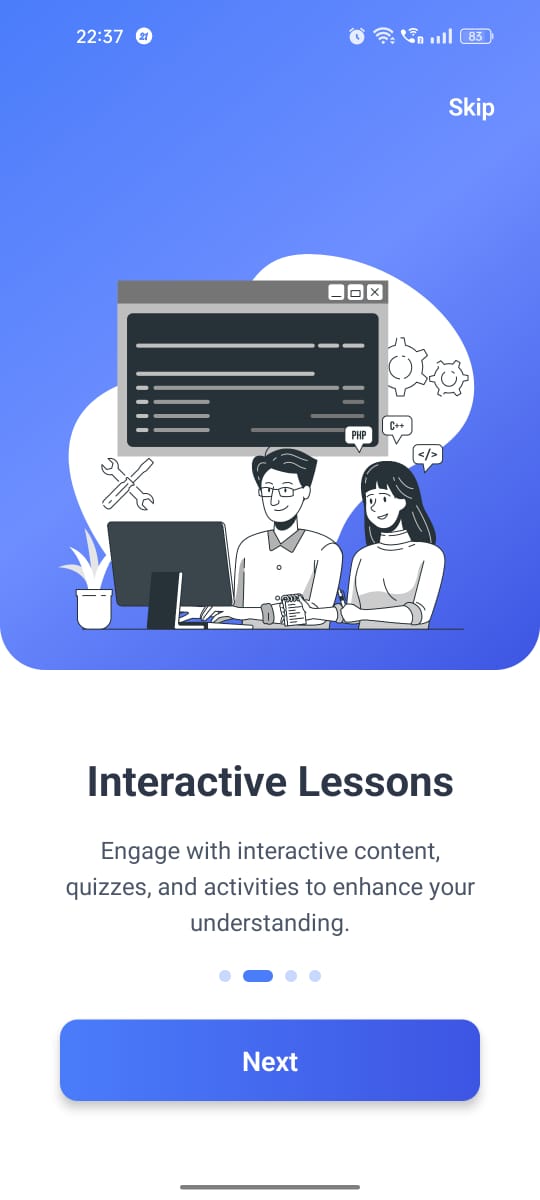 22:37
21
83
Skip
PHP
C++
</>
Interactive Lessons
Engage with interactive content,
quizzes, and activities to enhance your
understanding.
Next